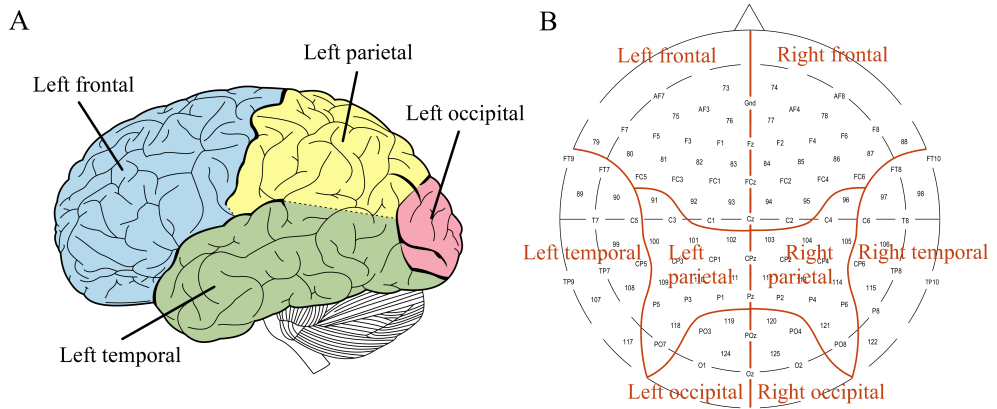 A
Left frontal
Left parietal
Left occipital
Left temporal
B
Left frontal
Right frontal
73
74
AF7
Gnd
AF8
AF3
AF4
75
76
77
78
F7
F5
F3
F1
Fz
F2
F4
F6
F8
79
80
81
82
83
84
85
86
87
88
FT9
FT7
FC5
FC3
FC1
FCz
FC2
FC4
FC6
FT8
FT10
89
90
91
92
93
94
95
96
97
98
T7
C5
C3
C1
Cz
C2
C4
C6
T8
99
100
101
102
103
104
105
106
Left temporal
Left
parietal
Right
parietal
Right temporal
TP9
TP7
CP5
CP3
CP1
CPz
CP2
CP4
CP6
TP8
TP10
107
108
109
111
114
115
P5
P3
P1
Pz
P2
P4
P6
P8
117
118
119
120
121
122
PO7
PO3
POz
PO4
PO8
124
125
O1
Oz
O2
Left occipital
Right occipital